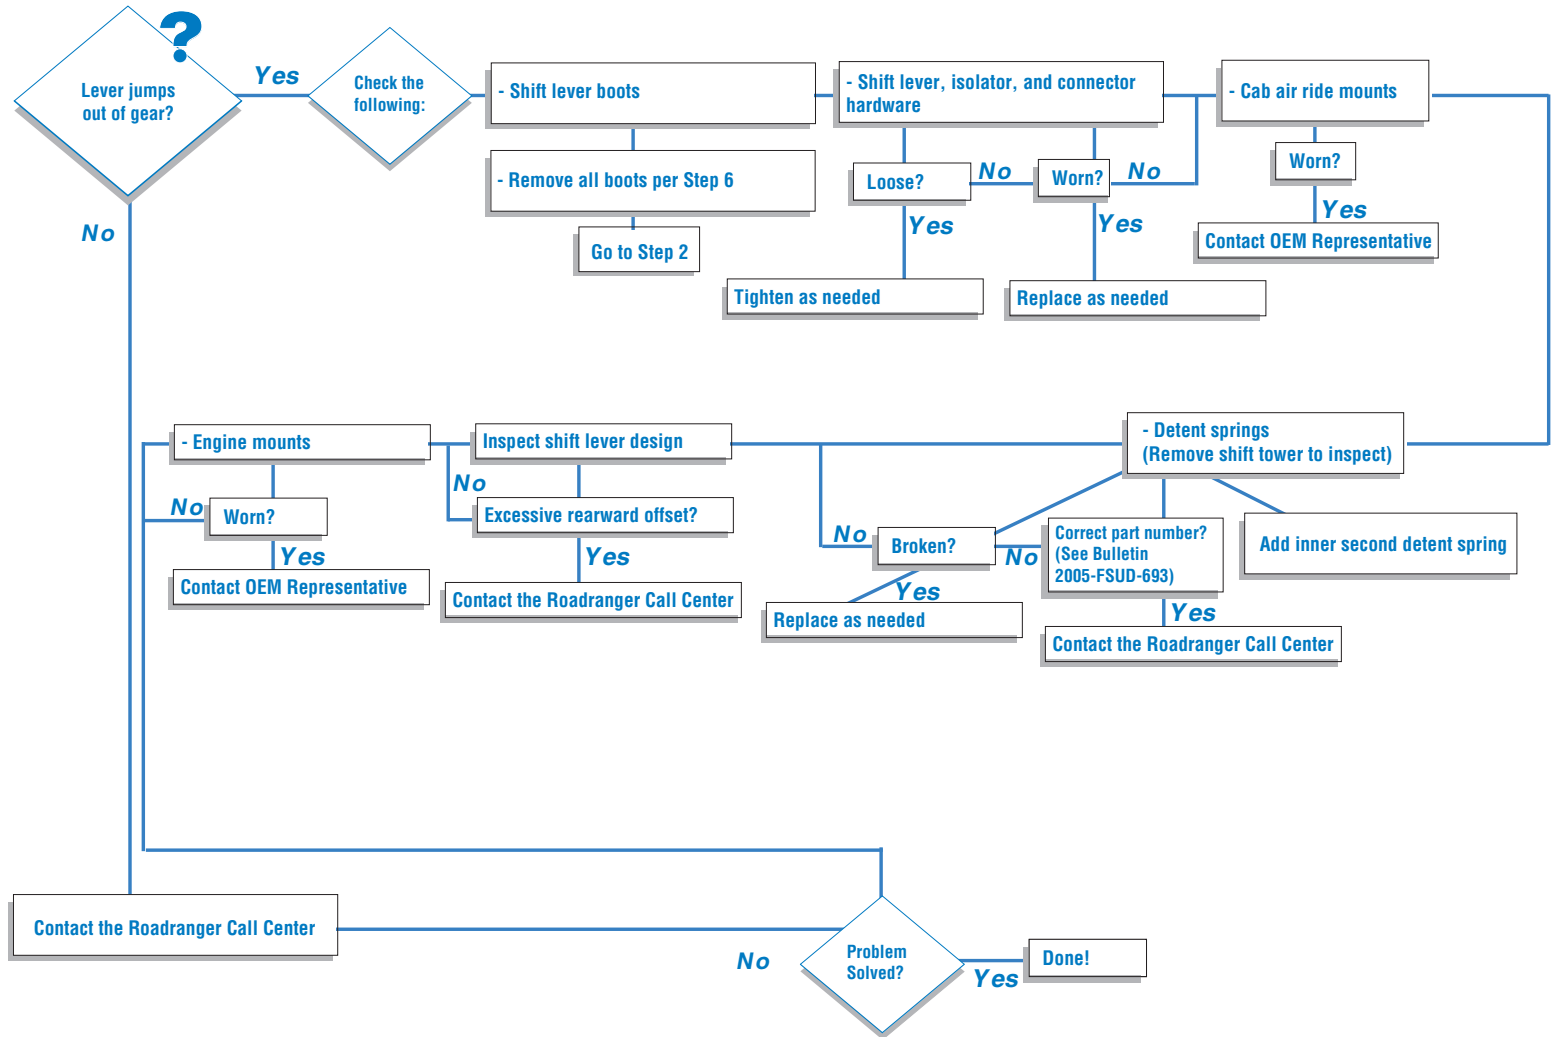 ?
Lever jumps
out of gear?
Yes
Check the
following:
- Shift lever boots
- Remove all boots per Step 6
Go to Step 2
- Shift lever, isolator, and connector
hardware
Loose?
No
Worn?
No
Yes
Yes
Tighten as needed
Replace as needed
- Cab air ride mounts
Worn?
Yes
Contact OEM Representative
No
- Engine mounts
No
Worn?
Yes
Contact OEM Representative
Inspect shift lever design
No
Excessive rearward offset?
Yes
Contact the Roadranger Call Center
- Detent springs
(Remove shift tower to inspect)
No
Broken?
No
Yes
Replace as needed
Correct part number?
(See Bulletin
2005-FSUD-693)
Yes
Contact the Roadranger Call Center
Add inner second detent spring
Contact the Roadranger Call Center
No
Problem
Solved?
Yes
Done!